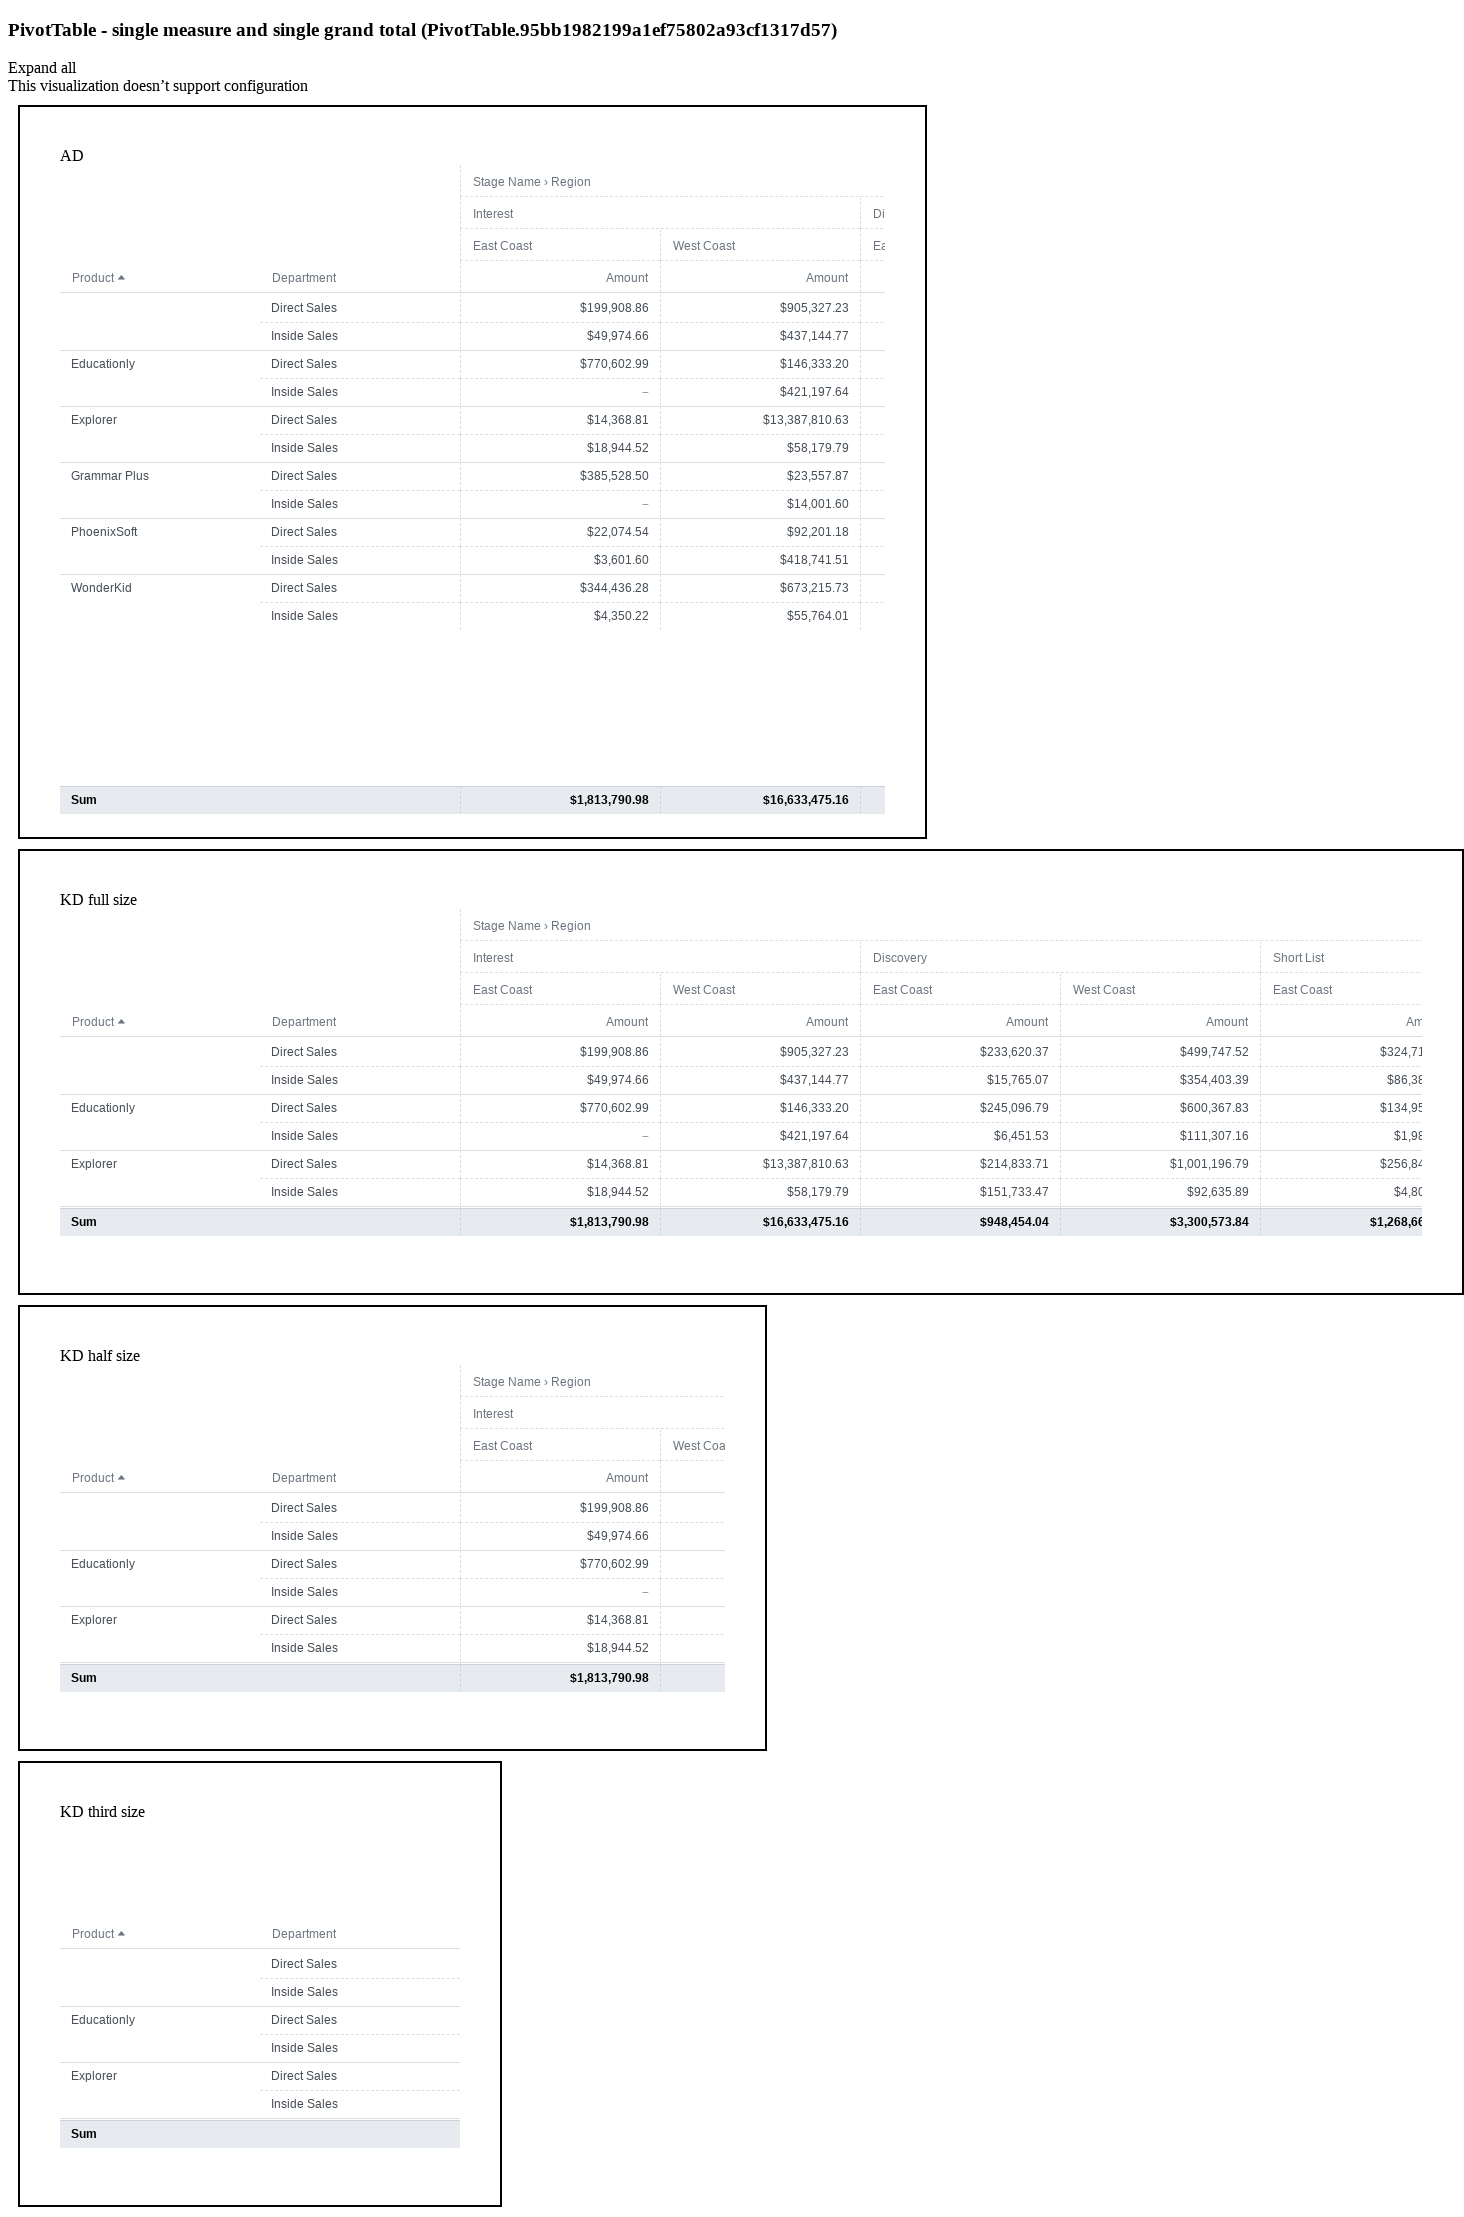 PivotTable - single measure and single grand total (PivotTable.95bb1982199a1ef75802a93cf1317d57)
Expand all
This visualization doesn’t support configuration
AD
Stage Name › Region
Interest Di
East Coast West Coast Ea
Product Department Amount Amount
Direct Sales $199,908.86 $905,327.23
Inside Sales $49,974.66 $437,144.77
Educationly Direct Sales $770,602.99 $146,333.20
Inside Sales – $421,197.64
Explorer Direct Sales $14,368.81 $13,387,810.63
Inside Sales $18,944.52 $58,179.79
Grammar Plus Direct Sales $385,528.50 $23,557.87
Inside Sales – $14,001.60
PhoenixSoft Direct Sales $22,074.54 $92,201.18
Inside Sales $3,601.60 $418,741.51
WonderKid Direct Sales $344,436.28 $673,215.73
Inside Sales $4,350.22 $55,764.01
Sum $1,813,790.98 $16,633,475.16
KD full size
Stage Name › Region
Interest Discovery Short List
East Coast West Coast East Coast West Coast East Coast
Product Department Amount Amount Amount Amount Am
Direct Sales $199,908.86 $905,327.23 $233,620.37 $499,747.52 $324,71
Inside Sales $49,974.66 $437,144.77 $15,765.07 $354,403.39 $86,38
Educationly Direct Sales $770,602.99 $146,333.20 $245,096.79 $600,367.83 $134,95
Inside Sales – $421,197.64 $6,451.53 $111,307.16 $1,98
Explorer Direct Sales $14,368.81 $13,387,810.63 $214,833.71 $1,001,196.79 $256,84
Inside Sales $18,944.52 $58,179.79 $151,733.47 $92,635.89 $4,80
Sum $1,813,790.98 $16,633,475.16 $948,454.04 $3,300,573.84 $1,268,66
KD half size
Stage Name › Region
Interest
East Coast West Coa
Product Department Amount
Direct Sales $199,908.86
Inside Sales $49,974.66
Educationly Direct Sales $770,602.99
Inside Sales –
Explorer Direct Sales $14,368.81
Inside Sales $18,944.52
Sum $1,813,790.98
KD third size
Product Department
Direct Sales
Inside Sales
Educationly Direct Sales
Inside Sales
Explorer Direct Sales
Inside Sales
Sum